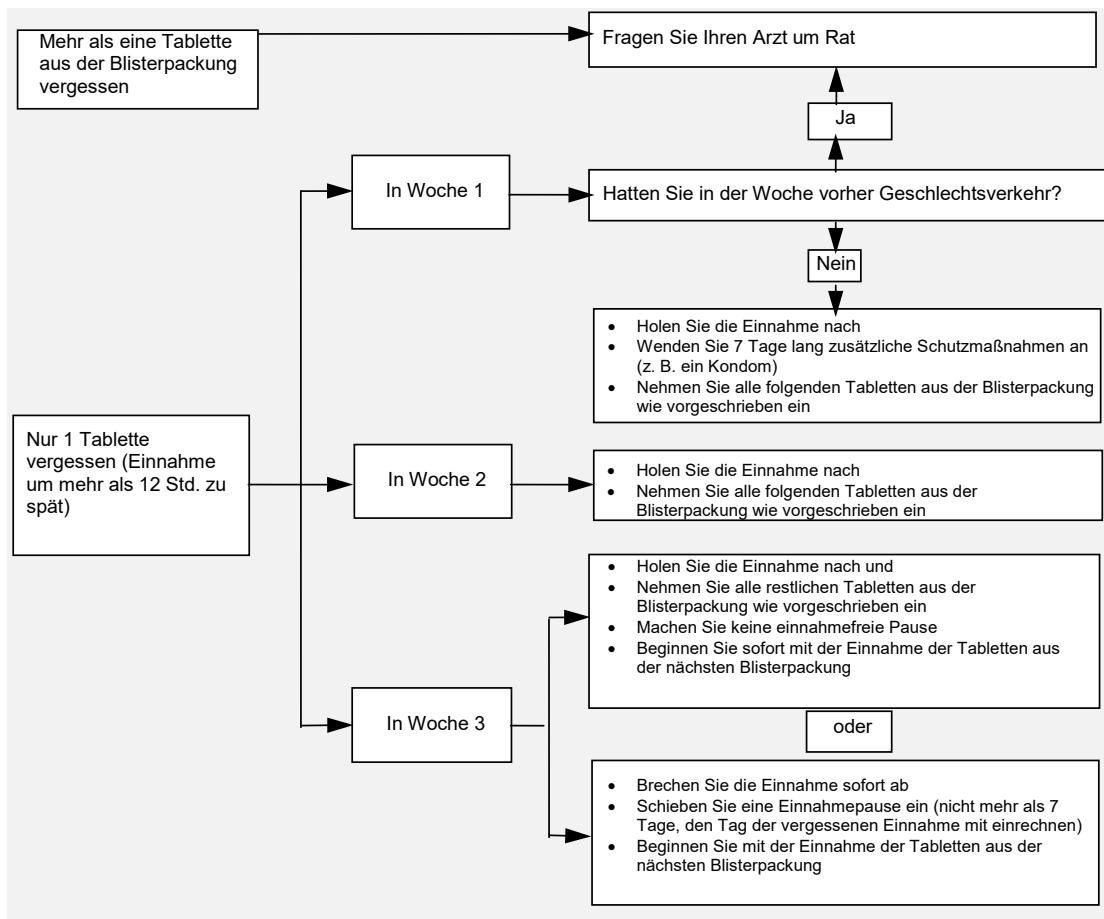 Mehr als eine Tablette
aus der Blisterpackung
vergessen
Fragen Sie Ihren Arzt um Rat
Ja
In Woche 1
Hatten Sie in der Woche vorher Geschlechtsverkehr?
Nein
• Holen Sie die Einnahme nach
• Wenden Sie 7 Tage lang zusätzliche Schutzmaßnahmen an
(z. B. ein Kondom)
• Nehmen Sie alle folgenden Tabletten aus der Blisterpackung
wie vorgeschrieben ein
Nur 1 Tablette
vergessen (Einnahme
um mehr als 12 Std. zu
spät)
In Woche 2
• Holen Sie die Einnahme nach
• Nehmen Sie alle folgenden Tabletten aus der
Blisterpackung wie vorgeschrieben ein
In Woche 3
• Holen Sie die Einnahme nach und
• Nehmen Sie alle restlichen Tabletten aus der
Blisterpackung wie vorgeschrieben ein
• Machen Sie keine einnahmefreie Pause
• Beginnen Sie sofort mit der Einnahme der Tabletten aus
der nächsten Blisterpackung
oder
• Brechen Sie die Einnahme sofort ab
• Schieben Sie eine Einnahmepause ein (nicht mehr als 7
Tage, den Tag der vergessenen Einnahme mit einrechnen)
• Beginnen Sie mit der Einnahme der Tabletten aus der
nächsten Blisterpackung